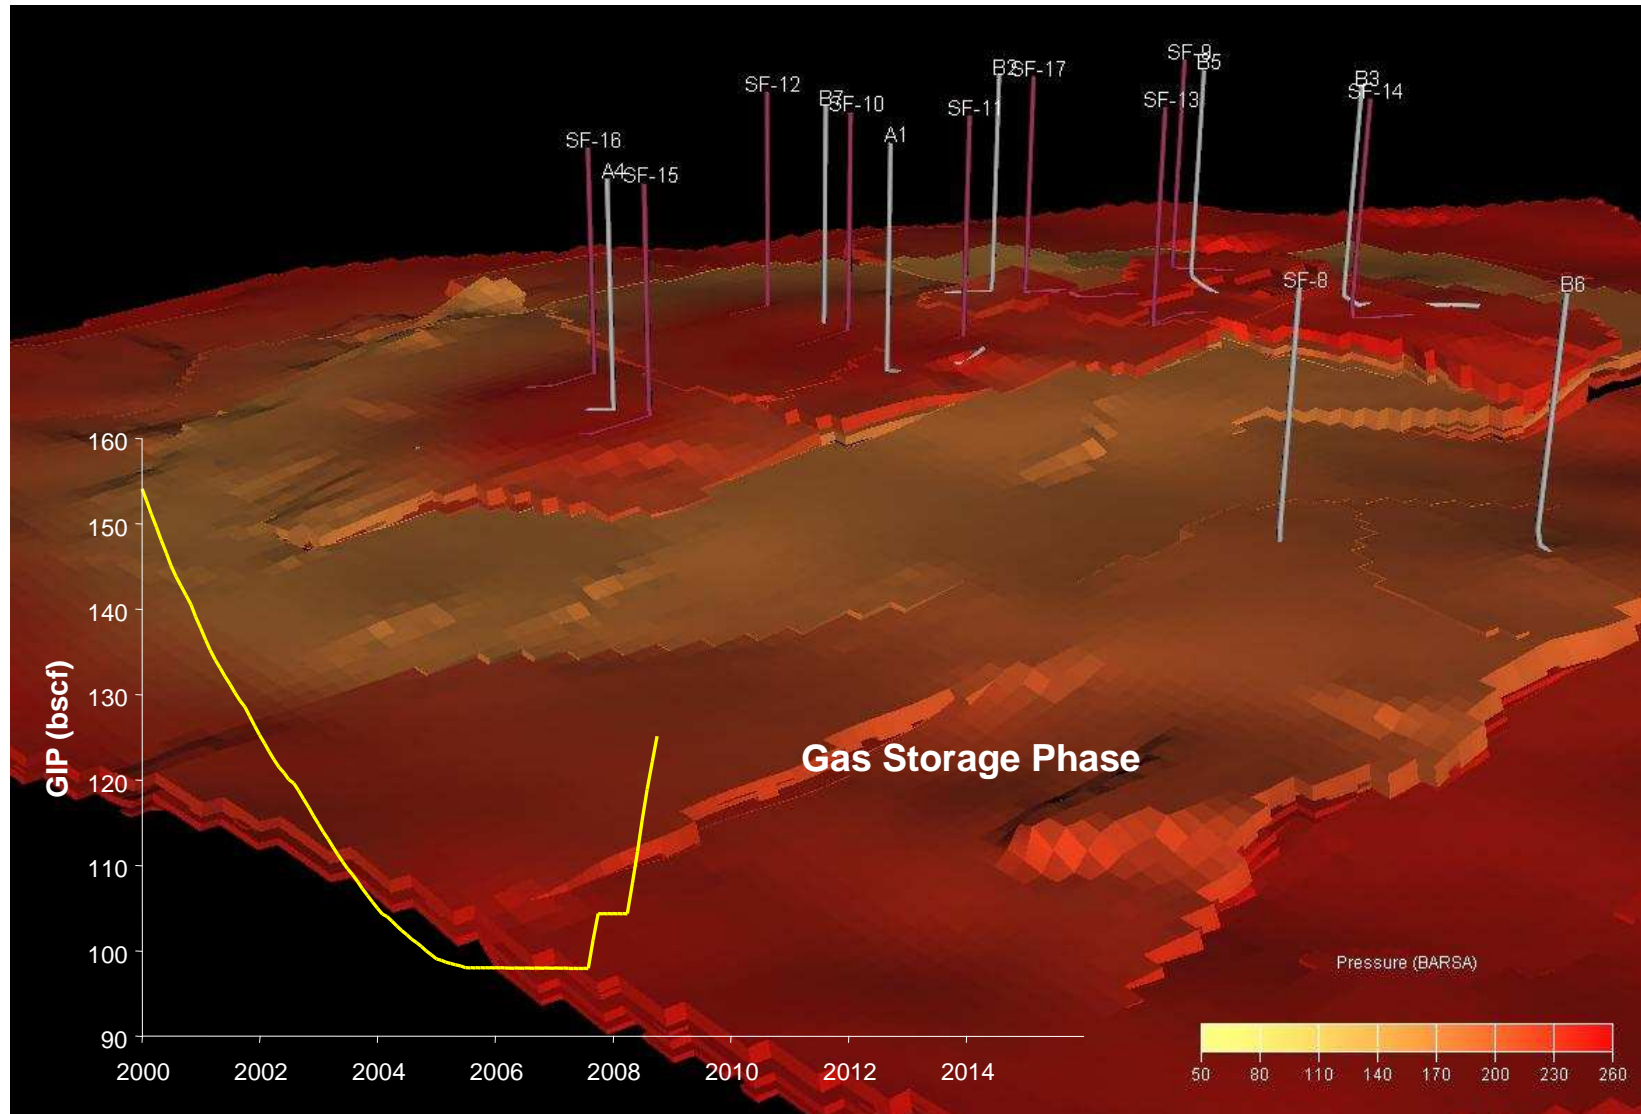 SF-9
B5
B2
SF-17
B3
SF-14
SF-12
B7
SF-10
SF-11
SF-13
SF-16
A1
A4
SF-15
SF-8
B6
160
150
140
130
120
110
100
90
GIP (bscf)
Gas Storage Phase
2000 2002 2004 2006 2008 2010 2012 2014
Pressure (BARSA)
50 80 110 140 170 200 230 260